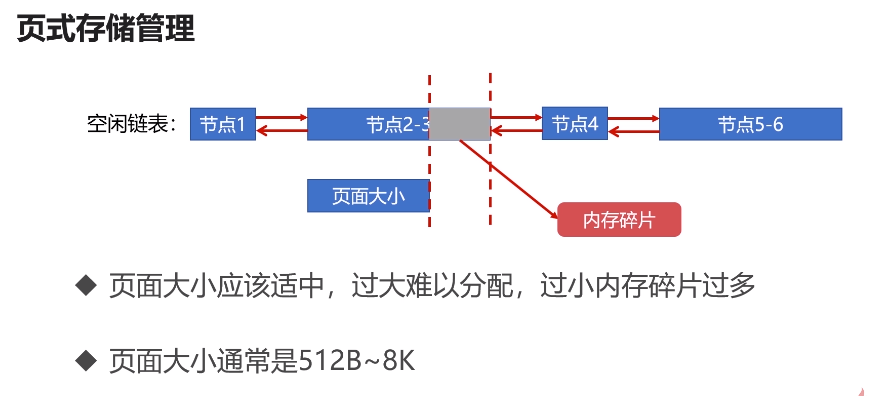 页式存储管理
空闲链表：
节点1
节点2-3
节点4
节点5-6
页面大小
内存碎片
页面大小应该适中，过大难以分配，过小内存碎片过多
页面大小通常是512B~8K